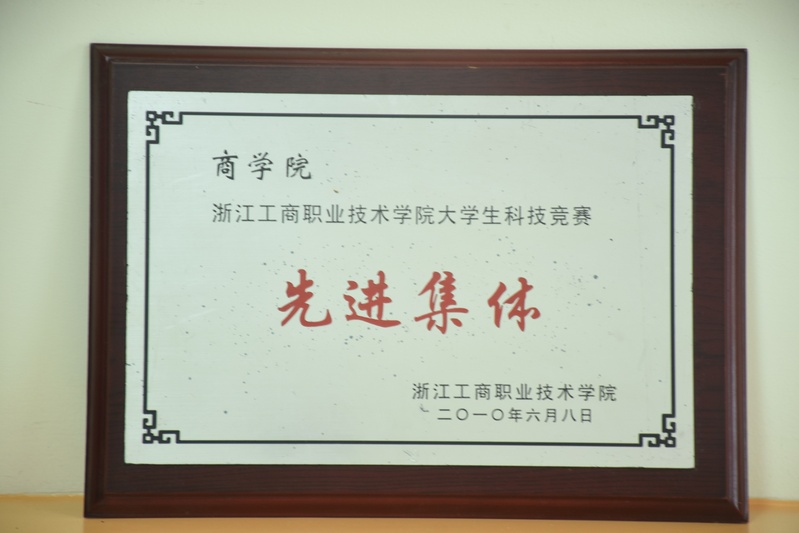 商学院
浙江工商职业技术学院大学生科技竞赛
先进集体
浙江工商职业技术学院
二〇一〇年六月八日